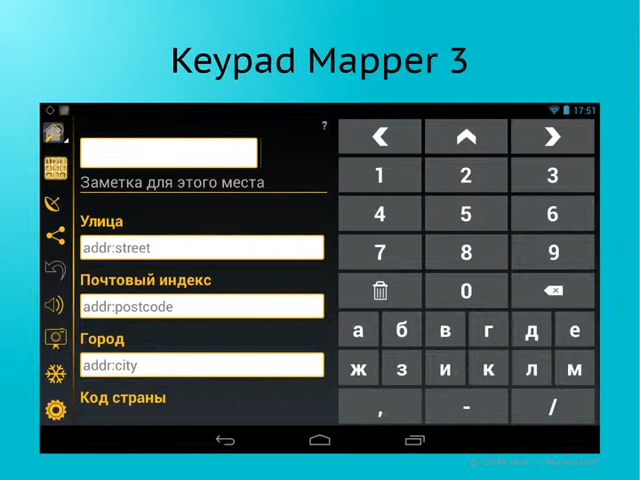 Keypad Mapper 3
17:51
?
Заметка для этого места
Улица
addr:street
Почтовый индекс
addr:postcode
Город
addr:city
Код страны
1 2 3
4 5 6
7 8 9
0
а б в г д е
ж з и к л м
, - /